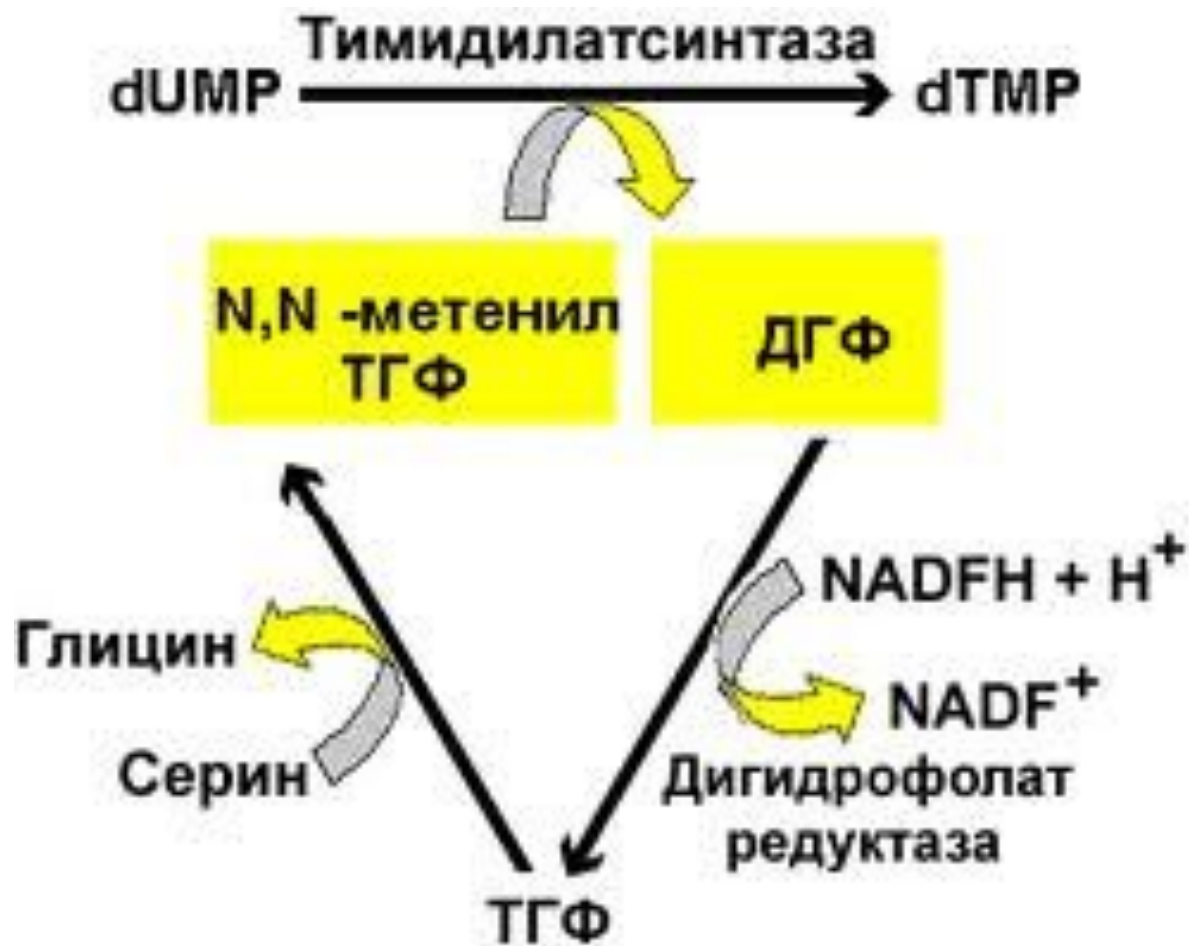 Тимидилатсинтаза
dUMP
dTMP
N,N -метенил
ТГФ
ДГФ
NADFH + H⁺
Глицин
NADF⁺
Серин
Дигидрофолат
редуктаза
ТГФ